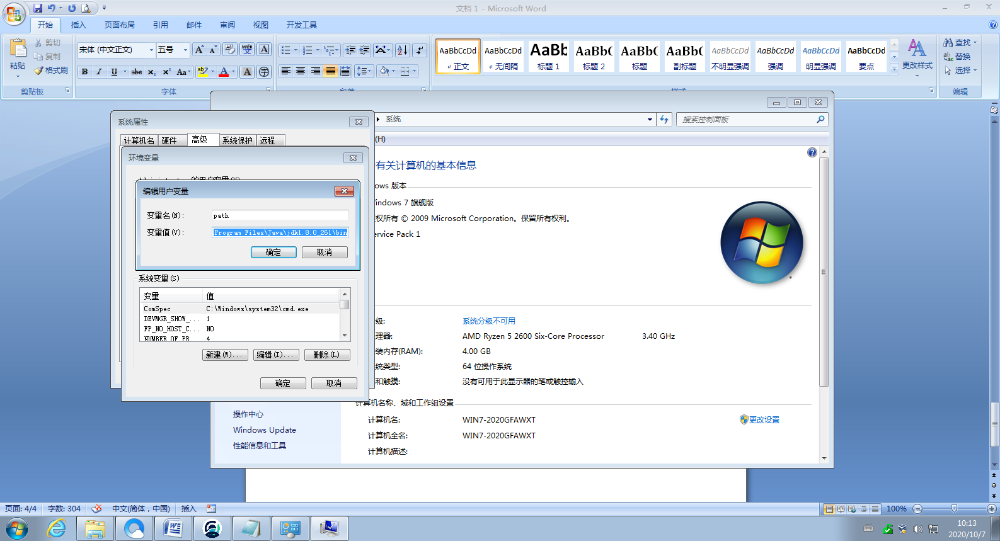 文档 1 - Microsoft Word
开始 插入 页面布局 引用 邮件 审阅 视图 开发工具
粘贴
剪切
复制
格式刷
剪贴板
宋体 (中文正文) 五号
字体
AaBbCcDd AaBbCcDd AaBb AaBbC AaBbC AaBbC AaBbCcDd AaBbCcDd AaBbCcDd AaBbCcDd
正文 无间隔 标题 1 标题 2 标题 副标题 不明显强调 强调 明显强调 要点
更改样式
查找
替换
选择
编辑
系统
搜索控制面板
(H)
有关计算机的基本信息
ows 版本
indows 7 旗舰版
权所有 © 2009 Microsoft Corporation。保留所有权利。
ervice Pack 1
级: 系统分级不可用
理器: AMD Ryzen 5 2600 Six-Core Processor 3.40 GHz
装内存(RAM): 4.00 GB
统类型: 64 位操作系统
和触摸: 没有可用于此显示器的笔或触控输入
计算机名称、域和工作组设置
计算机名: WIN7-2020GFAWXT
更改设置
计算机全名: WIN7-2020GFAWXT
计算机描述:
操作中心
Windows Update
性能信息和工具
系统属性
计算机名 硬件 高级 系统保护 远程
环境变量
编辑用户变量
变量名(N): path
变量值(V): Program Files\Java\jdk1.8.0_261\bin
确定 取消
系统变量(S)
变量 值
ComSpec C:\Windows\system32\cmd.exe
DEVMGR_SHOW_... 1
FP_NO_HOST_C... NO
NUMBER_OF_PR 4
新建(W)... 编辑(I)... 删除(L)
确定 取消
页面: 4/4 字数: 304 中文(简体，中国) 插入 100%
10:13
2020/10/7